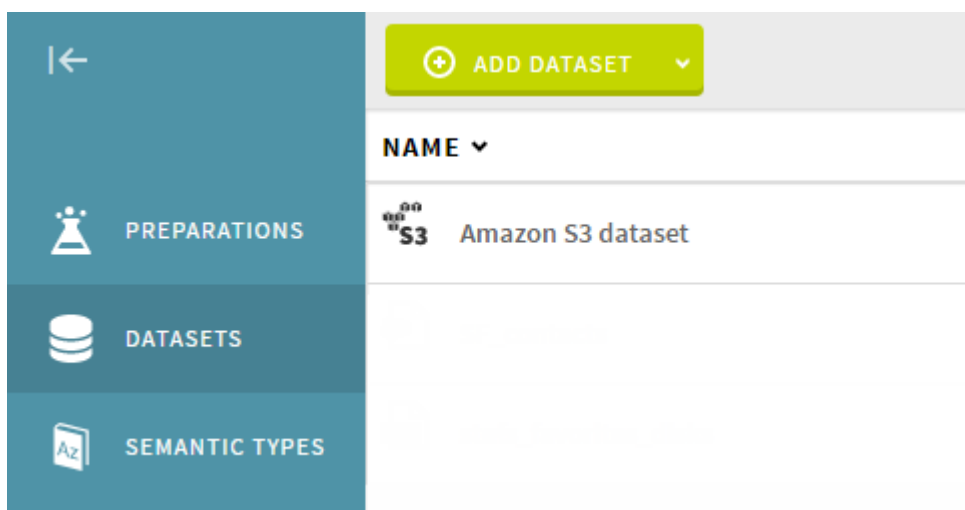 ADD DATASET
NAME
PREPARATIONS
S3 Amazon S3 dataset
DATASETS
Az SEMANTIC TYPES